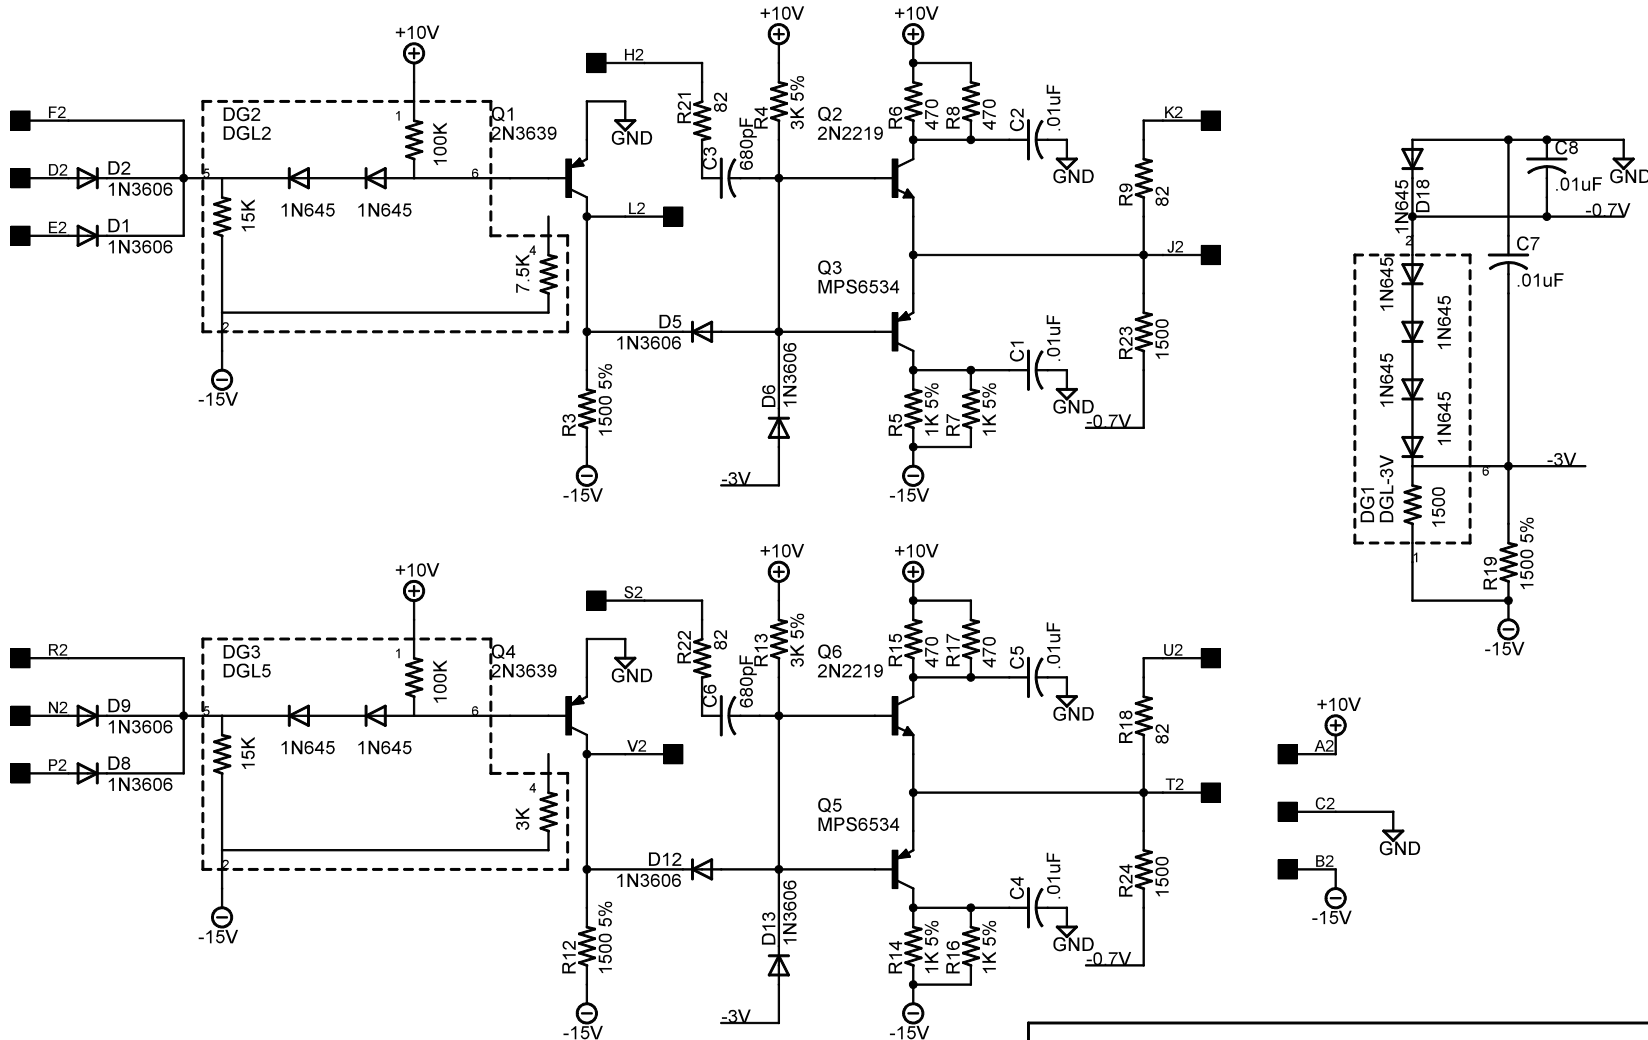 +10V
+10V
+10V
F2
D2
D2
1N3606
E2
D1
1N3606
DG2
DGL2
1
100K
5
6
15K
1N645
1N645
4
7.5K
2
-15V
Q1
2N3639
GND
H2
R21
82
C3
680pF
R4
3K 5%
L2
D5
1N3606
R3
1500 5%
-15V
D6
1N3606
-3V
Q2
2N2219
R6
470
R8
470
C2
.01uF
GND
Q3
MPS6534
C1
.01uF
GND
R5
1K 5%
R7
1K 5%
-15V
K2
R9
82
J2
R23
1500
-0.7V
1N645
D18
C8
.01uF
GND
-0.7V
2
C7
.01uF
1N645
1N645
1N645
1N645
6
-3V
DG1
DGL-3V
1500
1
R19
1500 5%
-15V
+10V
+10V
+10V
R2
N2
D9
1N3606
P2
D8
1N3606
DG3
DGL5
1
100K
5
6
15K
1N645
1N645
4
3K
2
-15V
Q4
2N3639
GND
S2
R22
82
C6
680pF
R13
3K 5%
V2
D12
1N3606
R12
1500 5%
-15V
D13
1N3606
-3V
Q6
2N2219
R15
470
R17
470
C5
.01uF
GND
Q5
MPS6534
C4
.01uF
GND
R14
1K 5%
R16
1K 5%
-15V
U2
R18
82
T2
R24
1500
-0.7V
+10V
A2
C2
GND
B2
-15V